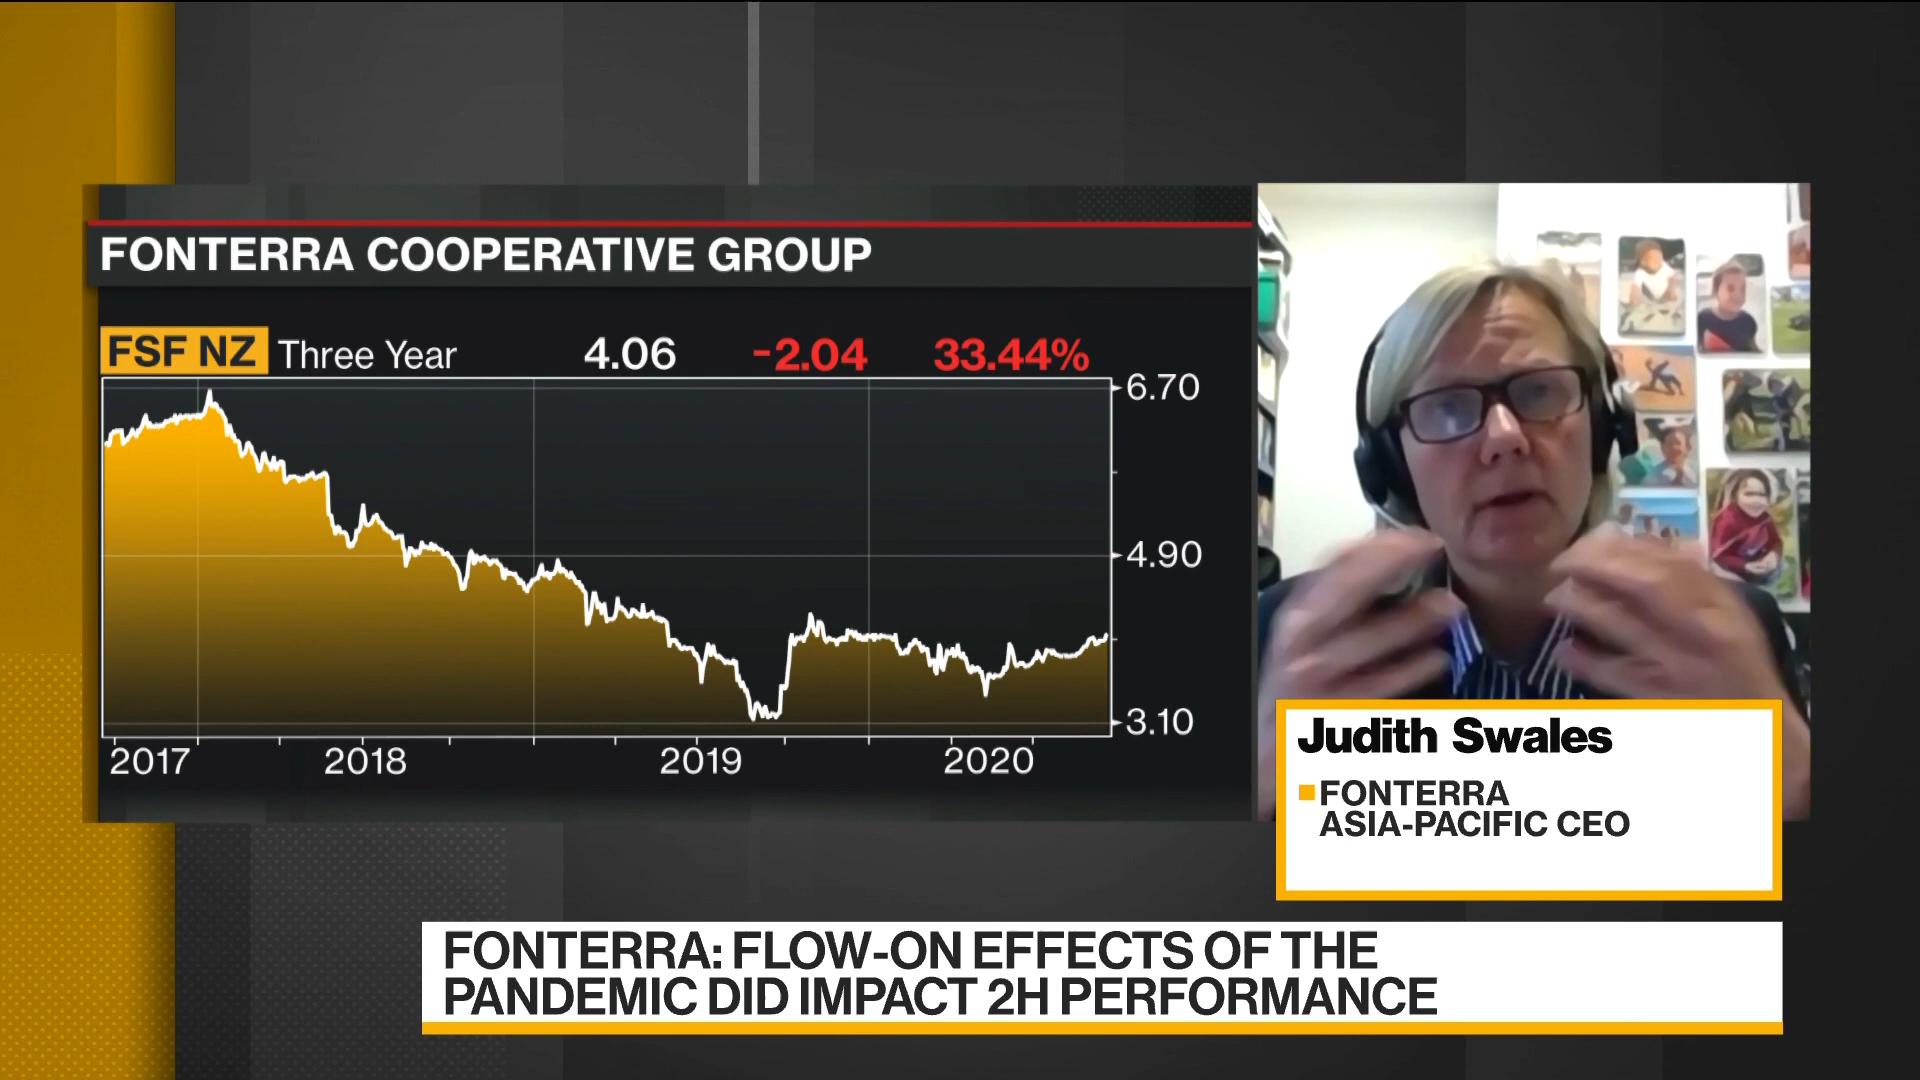 FONTERRA COOPERATIVE GROUP
FSF NZ Three Year 4.06 -2.04 33.44%
6.70
4.90
3.10
2017 2018 2019 2020
Judith Swales
FONTERRA
ASIA-PACIFIC CEO
FONTERRA: FLOW-ON EFFECTS OF THE
PANDEMIC DID IMPACT 2H PERFORMANCE